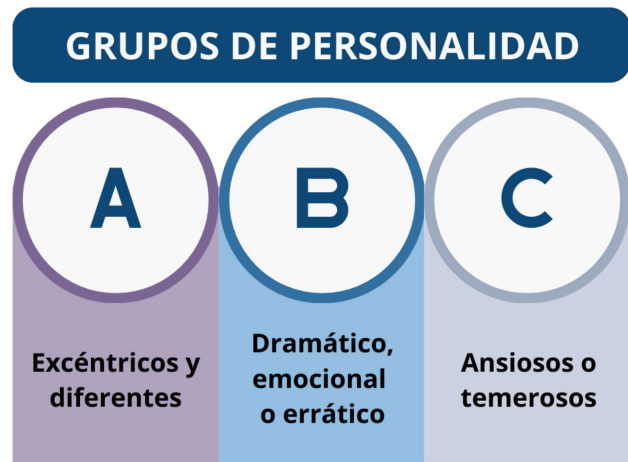 GRUPOS DE PERSONALIDAD
A
B
C
Excéntricos y
diferentes
Dramático,
emocional
o errático
Ansiosos o
temerosos